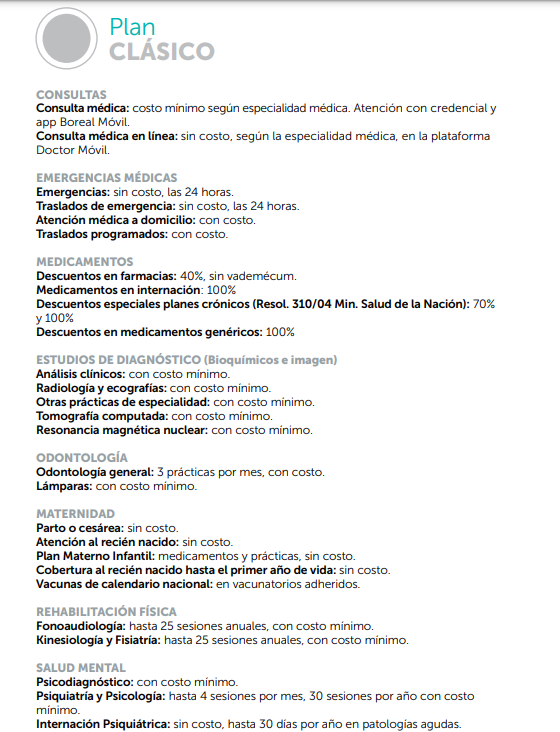 Plan
CLÁSICO
CONSULTAS
Consulta médica: costo mínimo según especialidad médica. Atención con credencial y
app Boreal Móvil.
Consulta médica en línea: sin costo, según la especialidad médica, en la plataforma
Doctor Móvil.
EMERGENCIAS MÉDICAS
Emergencias: sin costo, las 24 horas.
Traslados de emergencia: sin costo, las 24 horas.
Atención médica a domicilio: con costo.
Traslados programados: con costo.
MEDICAMENTOS
Descuentos en farmacias: 40%, sin vademécum.
Medicamentos en internación: 100%
Descuentos especiales planes crónicos (Resol. 310/04 Min. Salud de la Nación): 70%
y 100%
Descuentos en medicamentos genéricos: 100%
ESTUDIOS DE DIAGNÓSTICO (Bioquímicos e imagen)
Análisis clínicos: con costo mínimo.
Radiología y ecografías: con costo mínimo.
Otras prácticas de especialidad: con costo mínimo.
Tomografía computada: con costo mínimo.
Resonancia magnética nuclear: con costo mínimo.
ODONTOLOGÍA
Odontología general: 3 prácticas por mes, con costo.
Lámparas: con costo mínimo.
MATERNIDAD
Parto o cesárea: sin costo.
Atención al recién nacido: sin costo.
Plan Materno Infantil: medicamentos y prácticas, sin costo.
Cobertura al recién nacido hasta el primer año de vida: sin costo.
Vacunas de calendario nacional: en vacunatorios adheridos.
REHABILITACIÓN FÍSICA
Fonoaudiología: hasta 25 sesiones anuales, con costo mínimo.
Kinesiología y Fisiatría: hasta 25 sesiones anuales, con costo mínimo.
SALUD MENTAL
Psicodiagnóstico: con costo mínimo.
Psiquiatría y Psicología: hasta 4 sesiones por mes, 30 sesiones por año con costo
mínimo.
Internación Psiquiátrica: sin costo, hasta 30 días por año en patologías agudas.